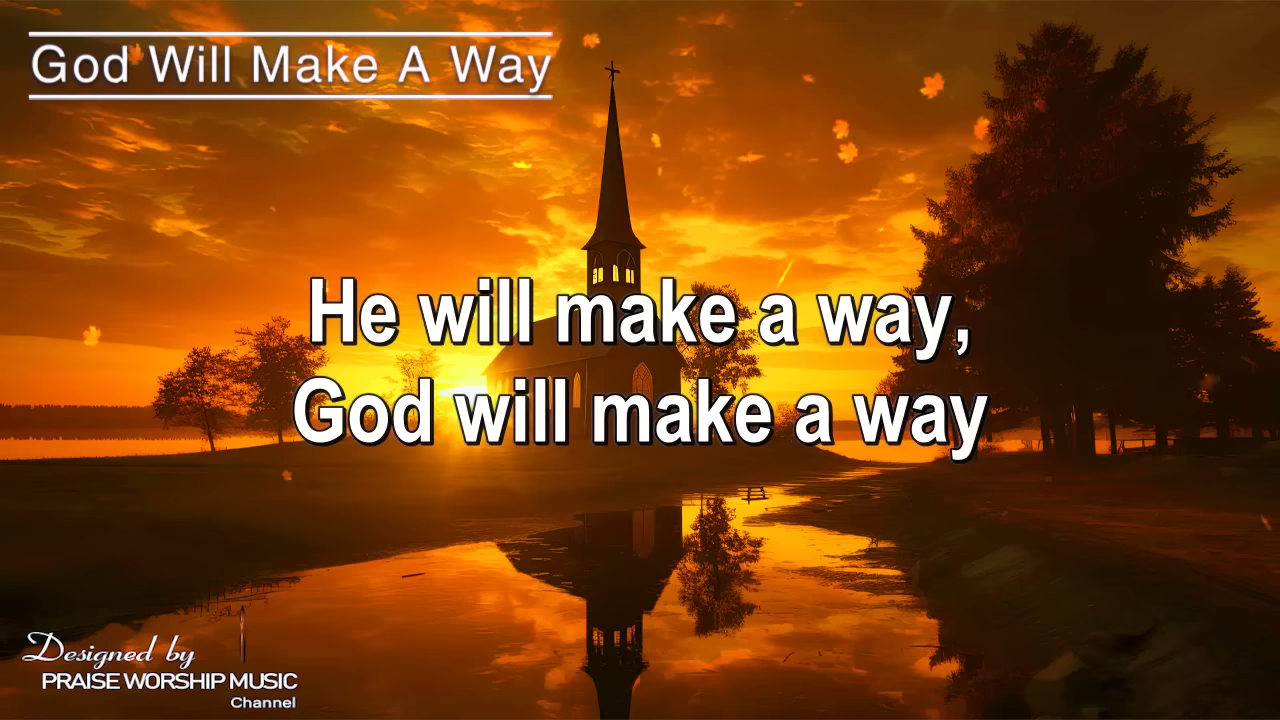 God Will Make A Way
He will make a way,
God will make a way
Designed by
PRAISE WORSHIP MUSIC
Channel